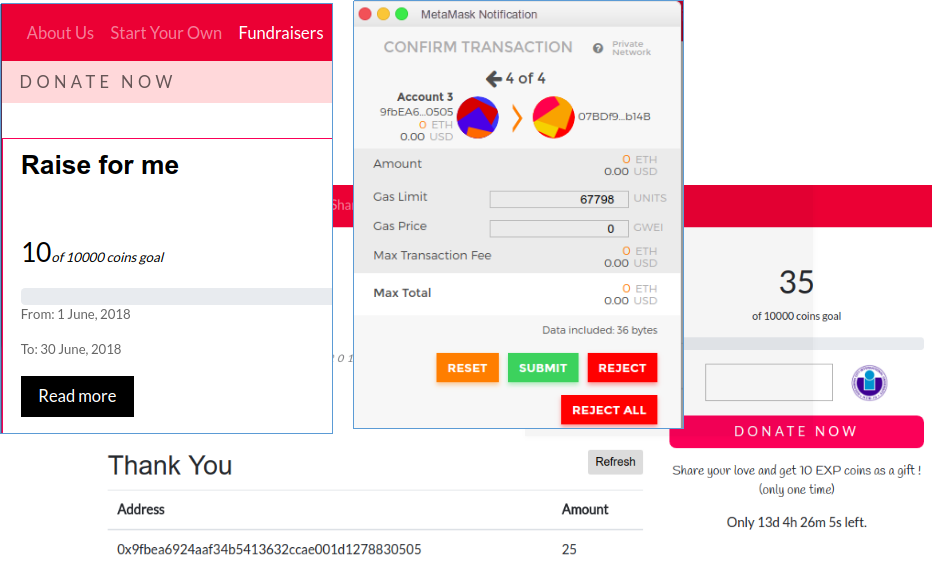 About Us Start Your Own Fundraisers
DONATE NOW
Raise for me
10 of 10000 coins goal
From: 1 June, 2018
To: 30 June, 2018
Read more
MetaMask Notification
CONFIRM TRANSACTION ? Private Network
4 of 4
Account 3
9fbEA6...0505
0 ETH
0.00 USD
07BDf9...b14B
Amount 0 ETH
0.00 USD
Gas Limit 67798 UNITS
Gas Price 0 GWEI
Max Transaction Fee 0 ETH
0.00 USD
Max Total 0 ETH
0.00 USD
Data included: 36 bytes
RESET SUBMIT REJECT
REJECT ALL
Shar
35
of 10000 coins goal
DONATE NOW
Share your love and get 10 EXP coins as a gift !
(only one time)
Only 13d 4h 26m 5s left.
Thank You Refresh
Address Amount
0x9fbea6924aaf34b5413632ccae001d1278830505 25